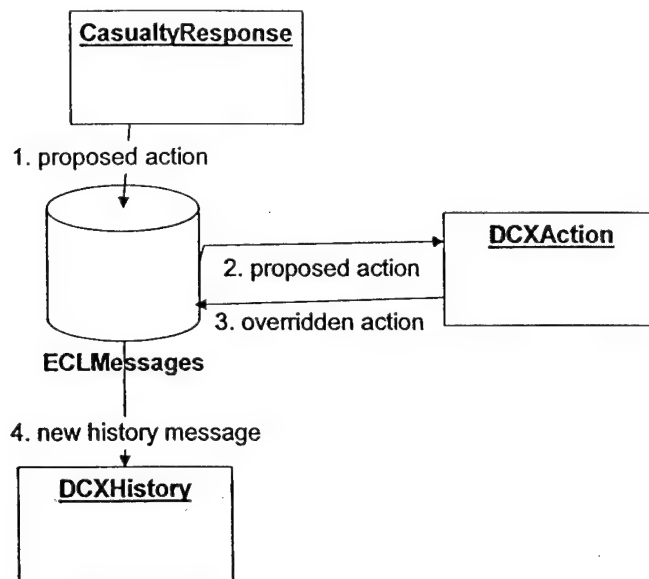 CasualtyResponse
1. proposed action
DCXAction
2. proposed action
3. overridden action
ECLMessages
4. new history message
DCXHistory